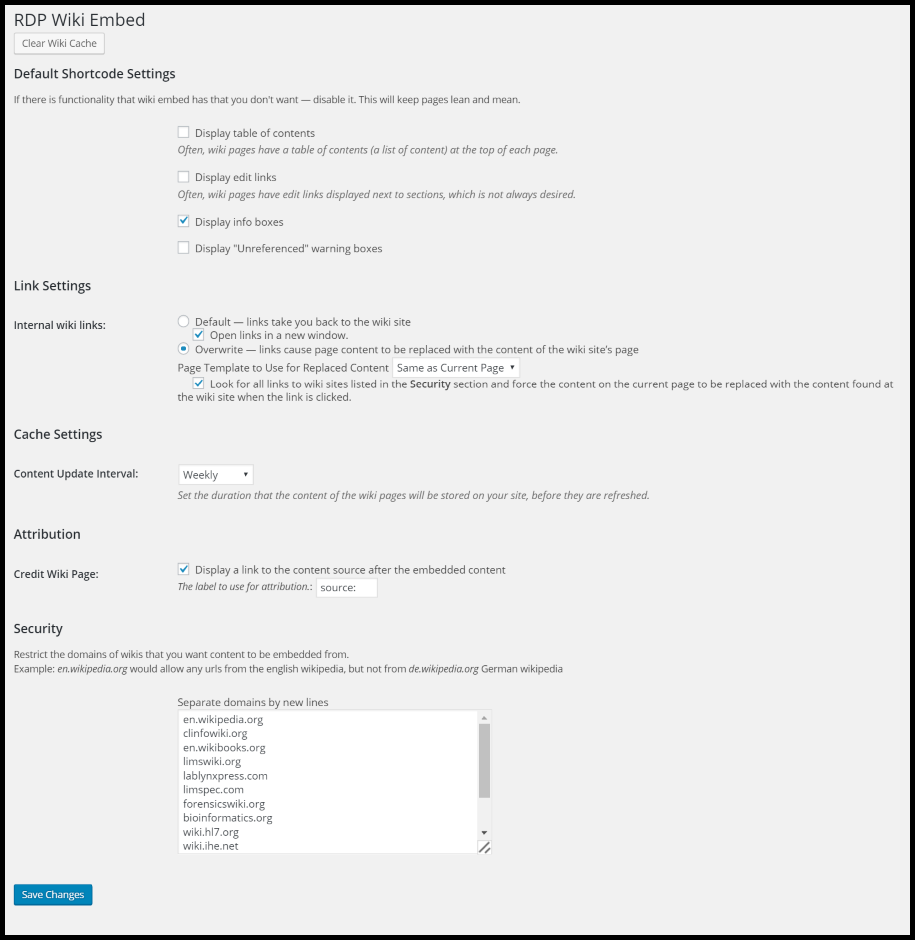 RDP Wiki Embed
Clear Wiki Cache
Default Shortcode Settings
If there is functionality that wiki embed has that you don't want — disable it. This will keep pages lean and mean.
Display table of contents
Often, wiki pages have a table of contents (a list of content) at the top of each page.
Display edit links
Often, wiki pages have edit links displayed next to sections, which is not always desired.
Display info boxes
Display "Unreferenced" warning boxes
Link Settings
Internal wiki links:
Default — links take you back to the wiki site
Open links in a new window.
Overwrite — links cause page content to be replaced with the content of the wiki site's page
Page Template to Use for Replaced Content Same as Current Page
Look for all links to wiki sites listed in the Security section and force the content on the current page to be replaced with the content found at
the wiki site when the link is clicked.
Cache Settings
Content Update Interval: Weekly
Set the duration that the content of the wiki pages will be stored on your site, before they are refreshed.
Attribution
Credit Wiki Page: Display a link to the content source after the embedded content
The label to use for attribution.: source:
Security
Restrict the domains of wikis that you want content to be embedded from.
Example: en.wikipedia.org would allow any urls from the english wikipedia, but not from de.wikipedia.org German wikipedia
Separate domains by new lines
en.wikipedia.org
clinfowiki.org
en.wikibooks.org
limswiki.org
lablynxpress.com
limspec.com
forensicswiki.org
bioinformatics.org
wiki.hl7.org
wiki.ihe.net
Save Changes